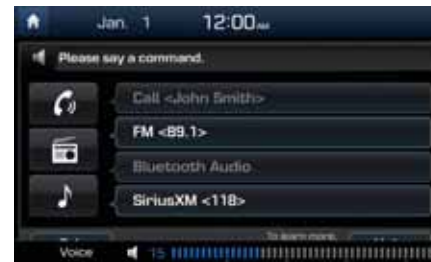 Jan. 1 12:00
Please say a command.
Call <John Smith>
FM <89.1>
Bluetooth Audio
SiriusXM <118>
To learn more,
Voice 15